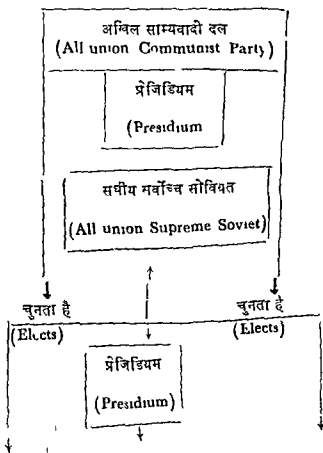 अखिल साम्यवादी दल
(All union Communist Party)
प्रेजिडियम
(Presidium
सघीय सर्वोच्च सोवियत
(All union Supreme Soviet)
चुनता है
(Elects)
चुनता है
(Elects)
प्रेजिडियम
(Presidium)